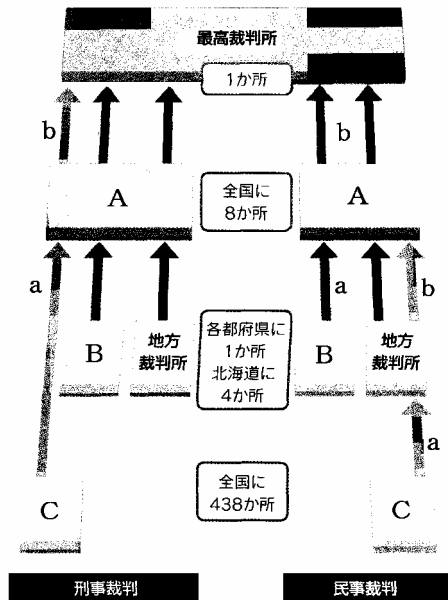 最高裁判所
1か所
b
b
A
全国に
8か所
A
a
a
b
B
地方
裁判所
各都府県に
1か所
北海道に
4か所
B
地方
裁判所
a
C
全国に
438か所
C
刑事裁判
民事裁判